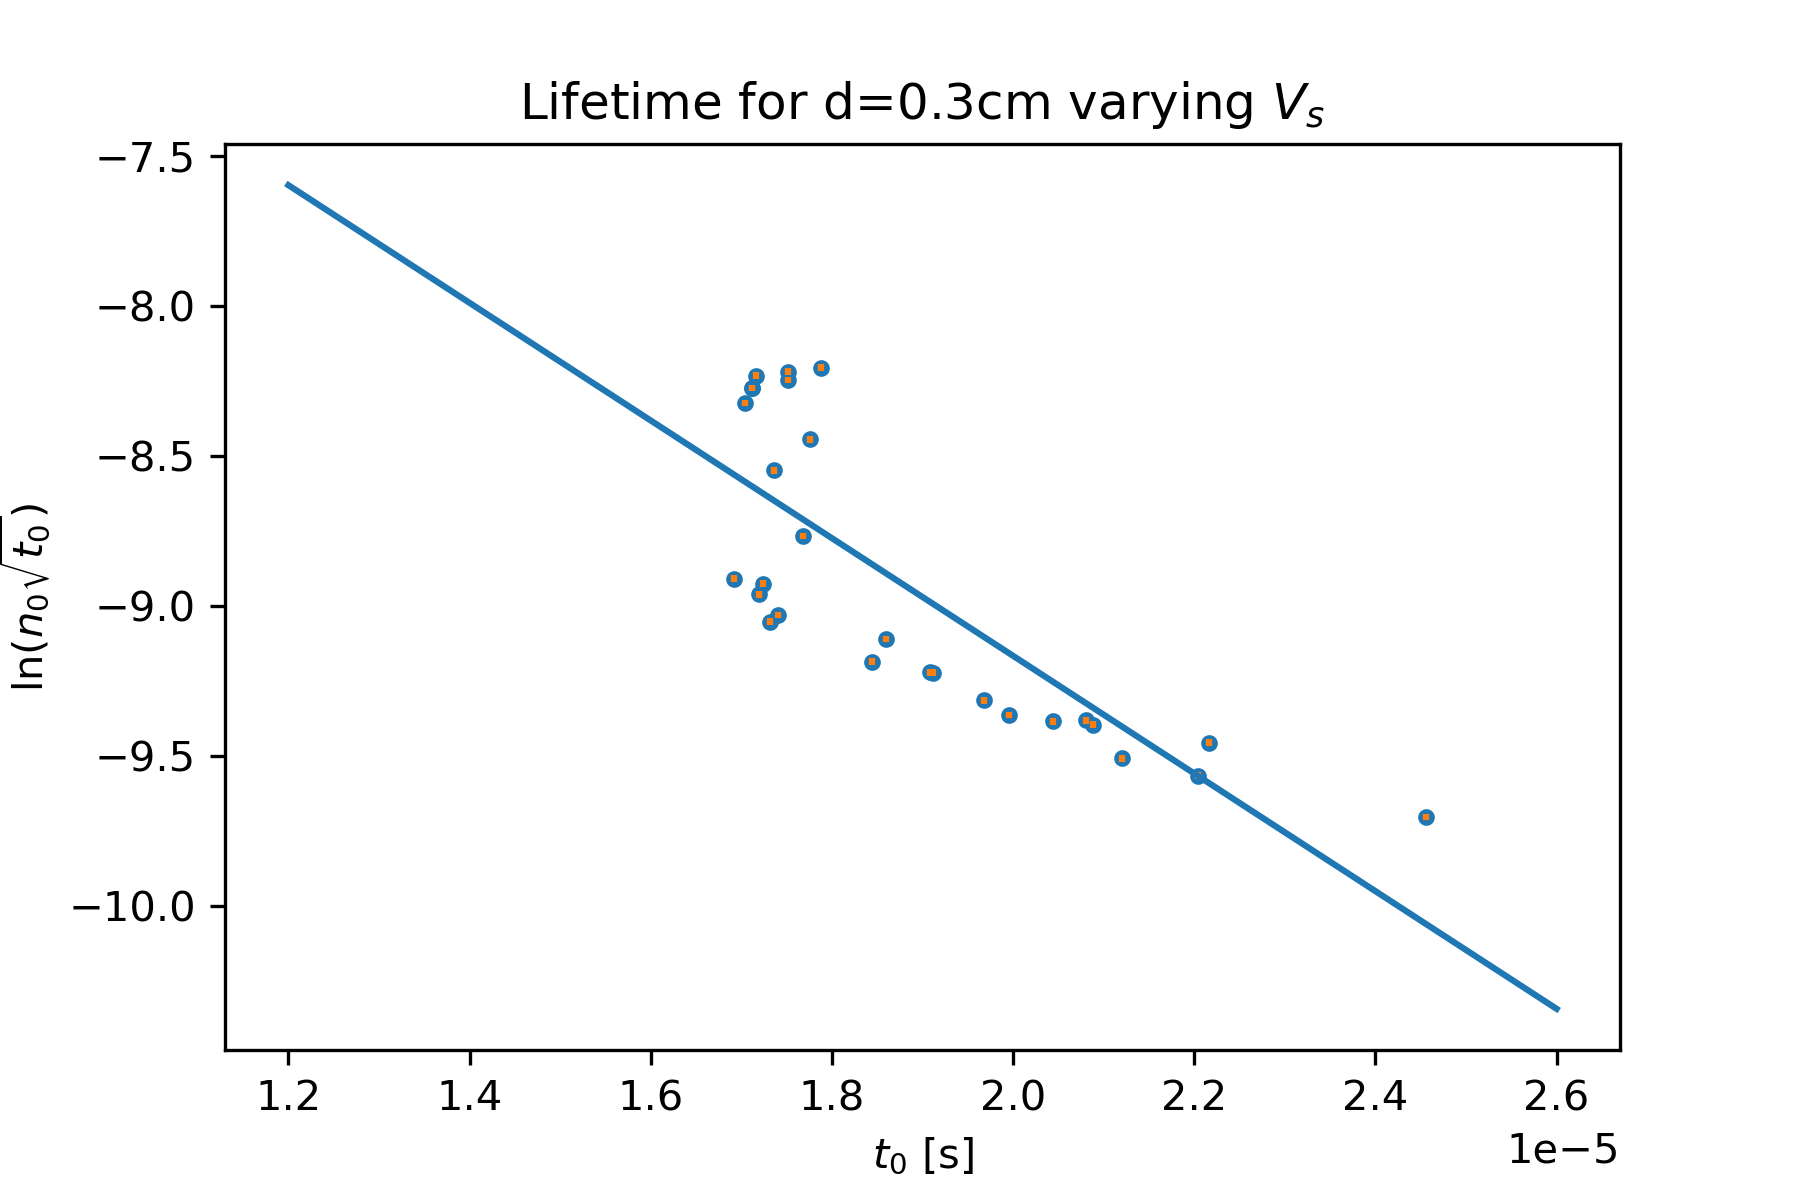 Lifetime for d=0.3cm varying $V_s$
−7.5
−8.0
−8.5
−9.0
−9.5
−10.0
ln($n_0\sqrt{t_0}$)
1.2 1.4 1.6 1.8 2.0 2.2 2.4 2.6
1e−5
$t_0$ [s]